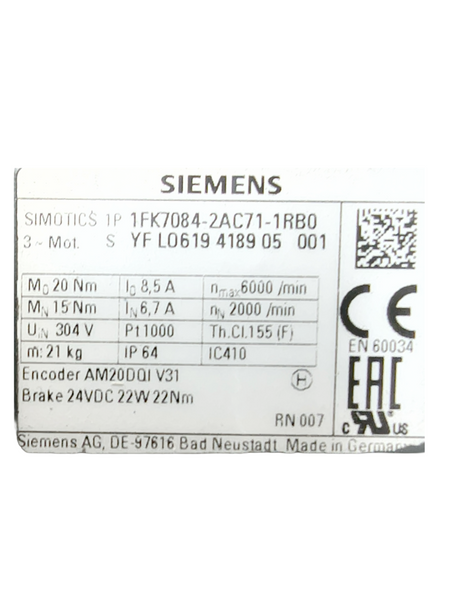 SIEMENS
SIMOTICS 1P 1FK7084-2AC71-1RB0
3~ Mot. S YF L0619 4189 05 001
M0 20 Nm I0 8,5 A nmax 6000 /min
MN 15 Nm IN 6,7 A nN 2000 /min
UIN 304 V Pt1000 Th.Cl.155 (F)
m: 21 kg IP 64 IC410
CE
EN 60034
Encoder AM20DQI V31 H
Brake 24VDC 22W 22Nm
EAC
RN 007
c RU US
Siemens AG, DE-97616 Bad Neustadt Made in Germany